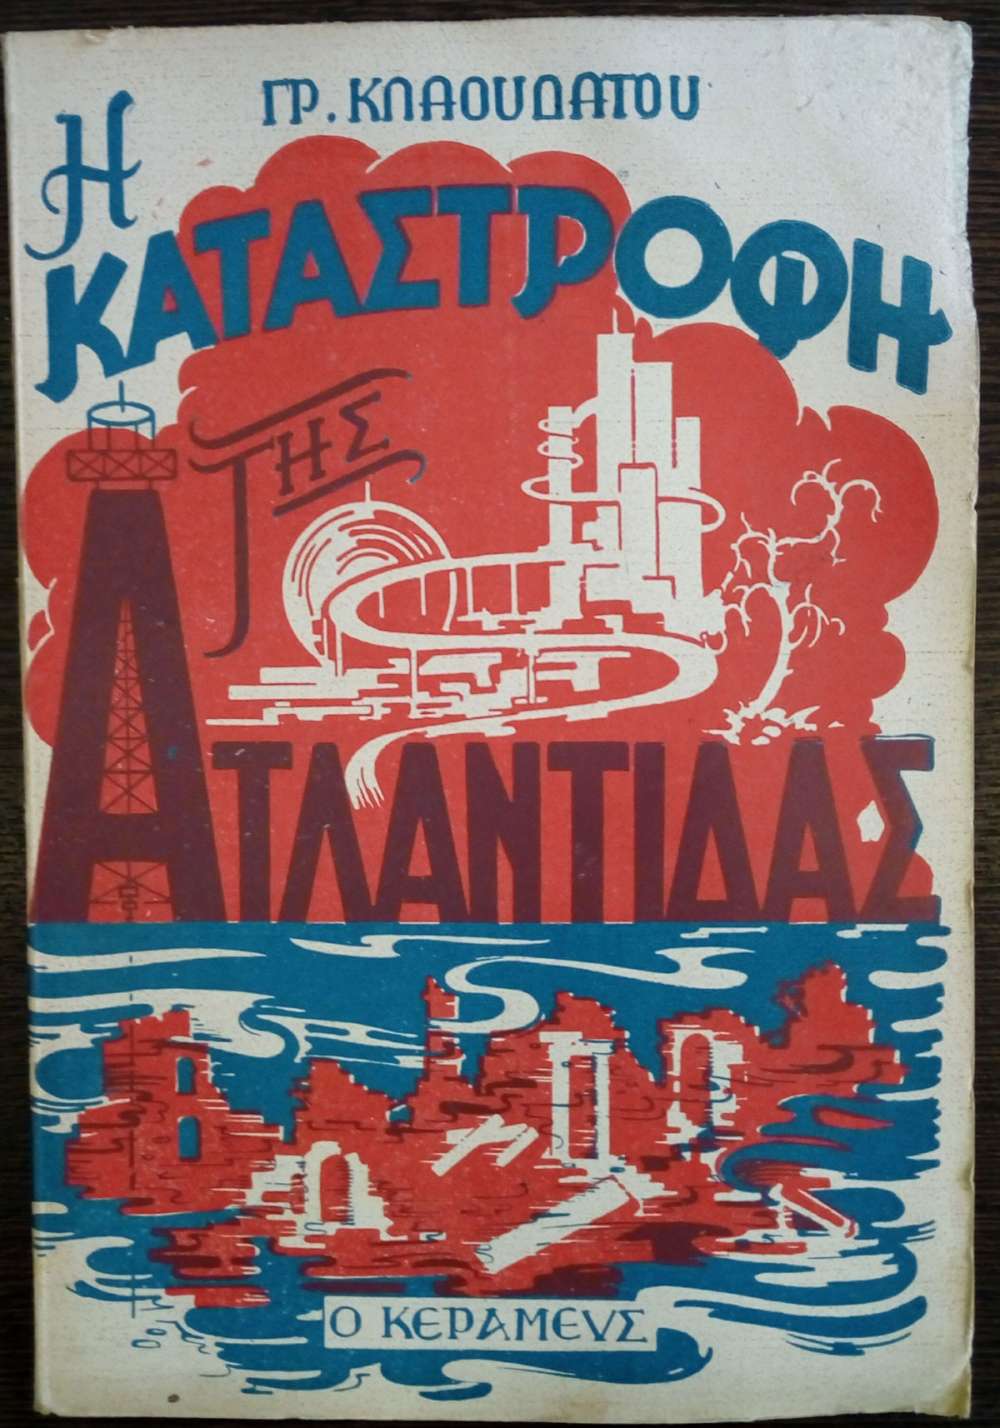 ΓΡ. ΚΛΑΟΥΔΑΤΟΥ
Η
ΚΑΤΑΣΤΡΟΦΗ
ΤΗΣ
ΑΤΛΑΝΤΙΔΑΣ
Ο ΚΕΡΑΜΕΥΣ